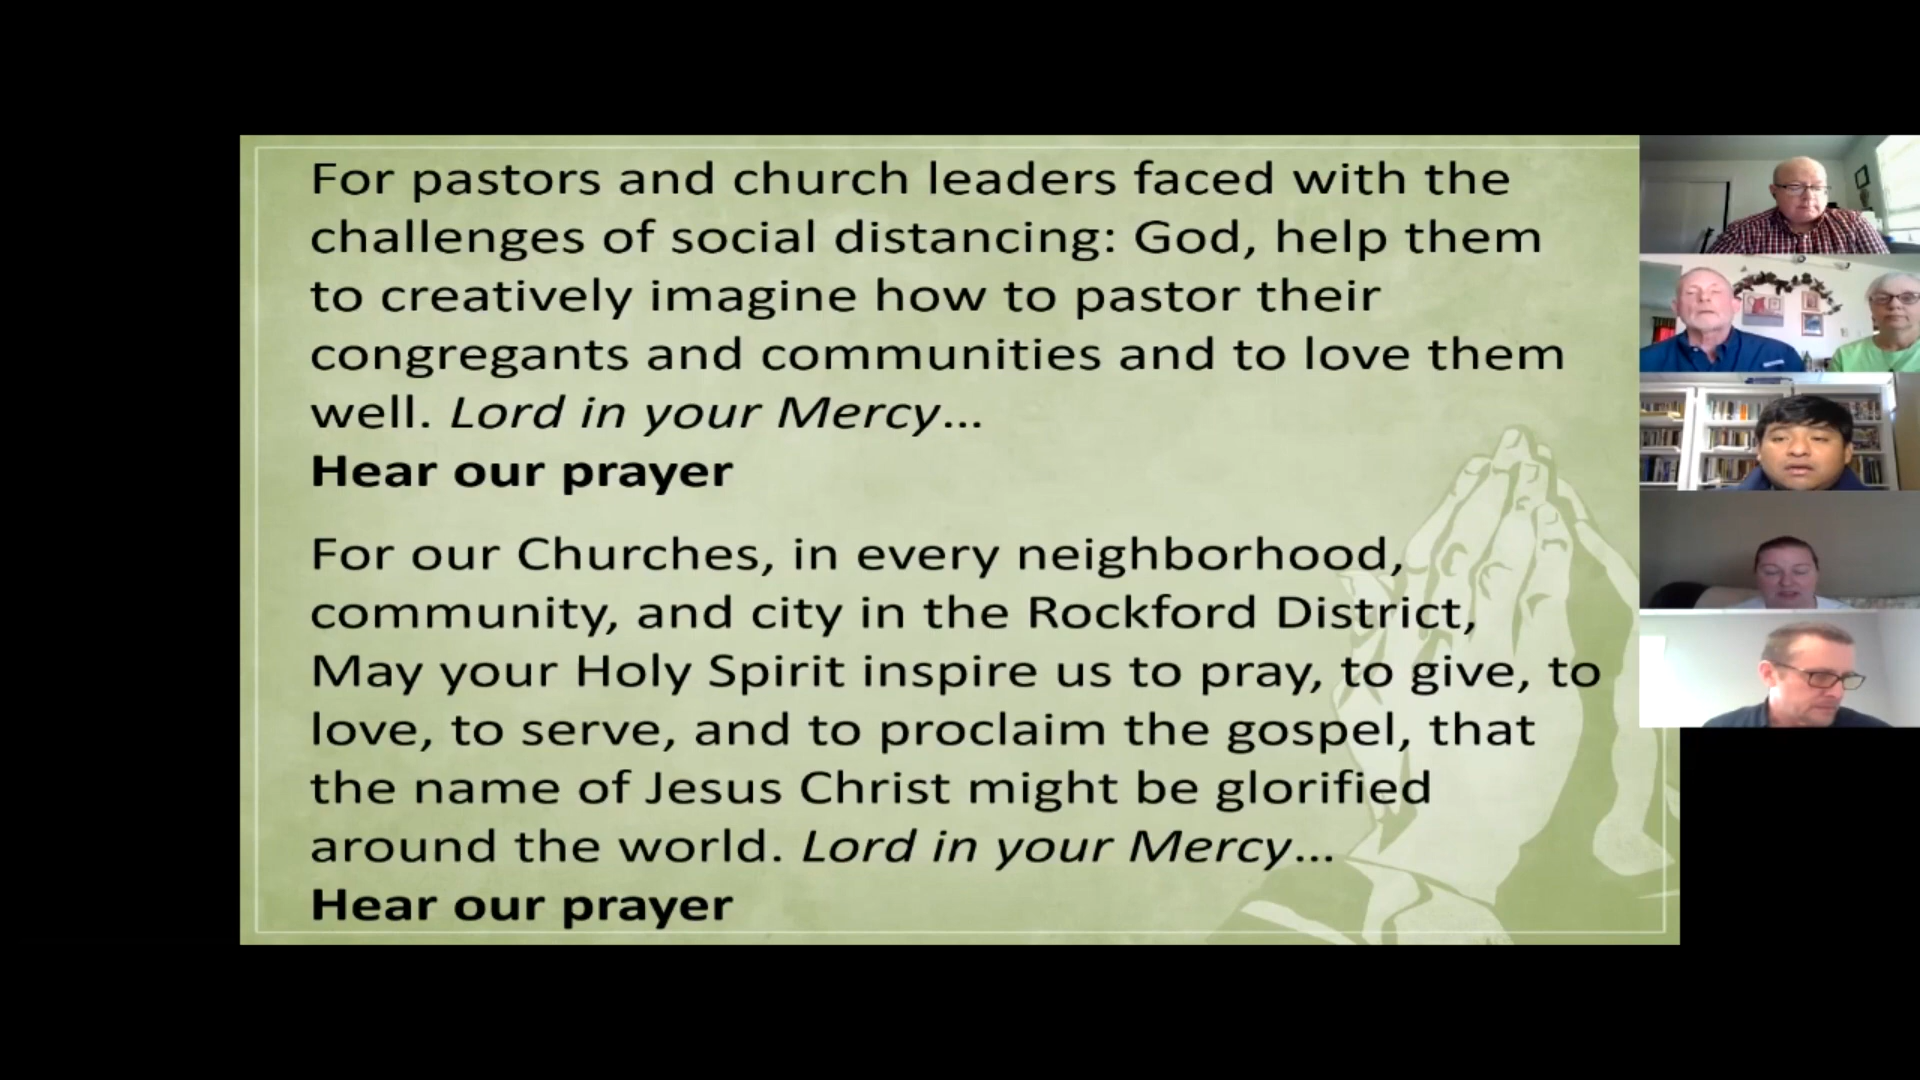 For pastors and church leaders faced with the
challenges of social distancing: God, help them
to creatively imagine how to pastor their
congregants and communities and to love them
well. Lord in your Mercy...
Hear our prayer
For our Churches, in every neighborhood,
community, and city in the Rockford District,
May your Holy Spirit inspire us to pray, to give, to
love, to serve, and to proclaim the gospel, that
the name of Jesus Christ might be glorified
around the world. Lord in your Mercy...
Hear our prayer